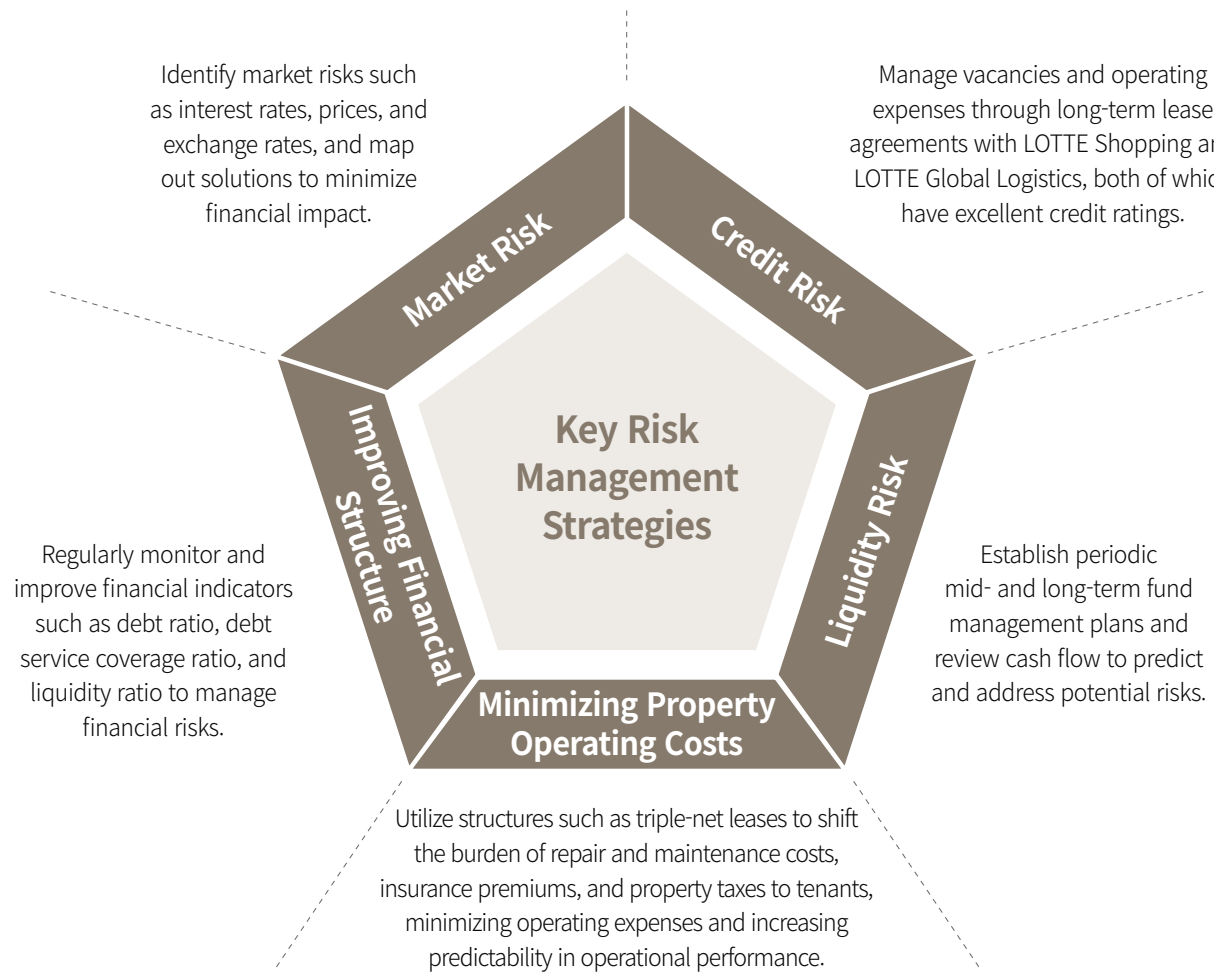 Identify market risks such
as interest rates, prices, and
exchange rates, and map
out solutions to minimize
financial impact.
Manage vacancies and operating
expenses through long-term lease
agreements with LOTTE Shopping
LOTTE Global Logistics, both of
have excellent credit ratings.
Market Risk
Credit Risk
Key Risk
Management
Strategies
Improving Financial
Structure
Liquidity Risk
Regularly monitor and
improve financial indicators
such as debt ratio, debt
service coverage ratio, and
liquidity ratio to manage
financial risks.
Establish periodic
mid- and long-term fund
management plans and
review cash flow to predict
and address potential risks.
Minimizing Property
Operating Costs
Utilize structures such as triple-net leases to shift
the burden of repair and maintenance costs,
insurance premiums, and property taxes to tenants,
minimizing operating expenses and increasing
predictability in operational performance.